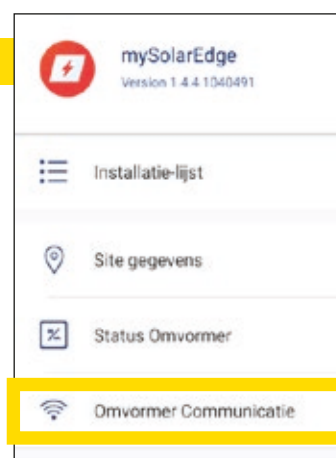 mySolarEdge
Version 1.4.4 1040491
Installatie-lijst
Site gegevens
Status Omvormer
Omvormer Communicatie